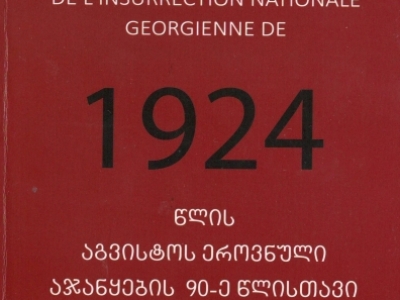 DE L'INSURRECTION NATIONALE
GEORGIENNE DE
1924
წლის
აგვისტოს ეროვნული
აჯანყების 90-ე წლისთავი